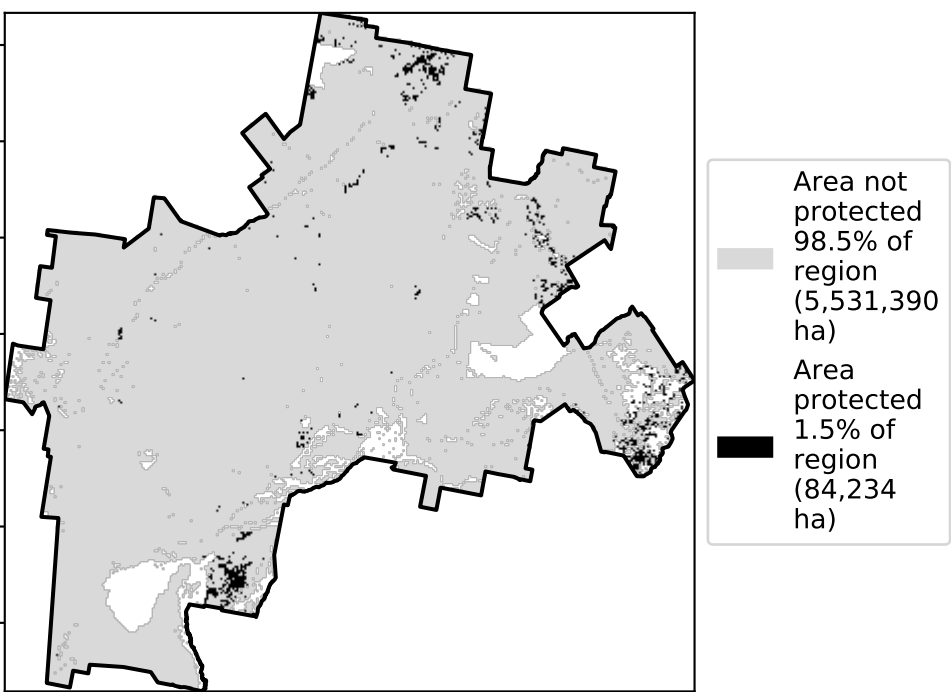 Area not
protected
98.5% of
region
(5,531,390
ha)
Area
protected
1.5% of
region
(84,234
ha)